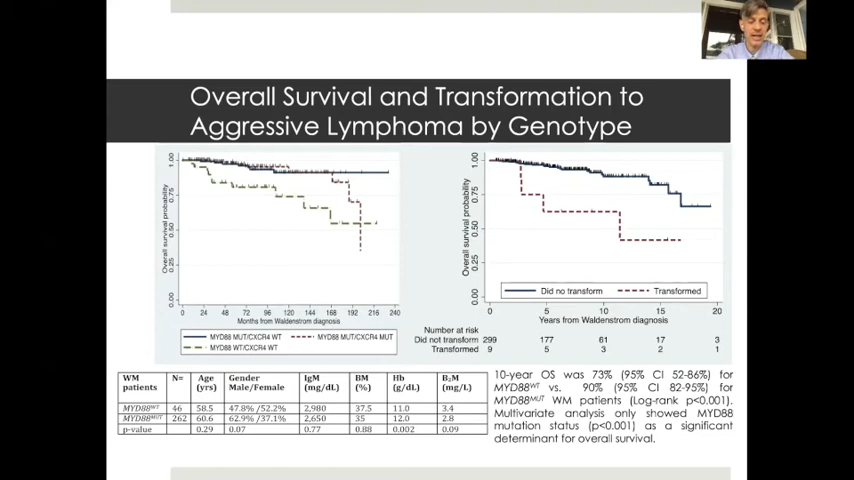 Overall Survival and Transformation to
Aggressive Lymphoma by Genotype
Overall survival probability
1.00
0.75
0.50
0.25
0.00
0 24 48 72 96 120 144 168 192 216 240
Months from Waldenstrom diagnosis
MYD88 MUT/CXCR4 WT MYD88 MUT/CXCR4 MUT
MYD88 WT/CXCR4 WT
Overall survival probability
1.00
0.75
0.50
0.25
0.00
Did no transform Transformed
0 5 10 15 20
Years from Waldenstrom diagnosis
Number at risk
Did not transform 299 177 61 17 3
Transformed 9 5 3 2 1
WM patients N= Age (yrs) Gender Male/Female IgM (mg/dL) BM (%) Hb (g/dL) B₂M (mg/L)
MYD88WT 46 58.5 47.8% /52.2% 2,980 37.5 11.0 3.4
MYD88MUT 262 60.6 62.9% /37.1% 2,650 35 12.0 2.8
p-value 0.29 0.07 0.77 0.88 0.002 0.09
10-year OS was 73% (95% CI 52-86%) for
MYD88WT vs. 90% (95% CI 82-95%) for
MYD88MUT WM patients (Log-rank p<0.001).
Multivariate analysis only showed MYD88
mutation status (p<0.001) as a significant
determinant for overall survival.